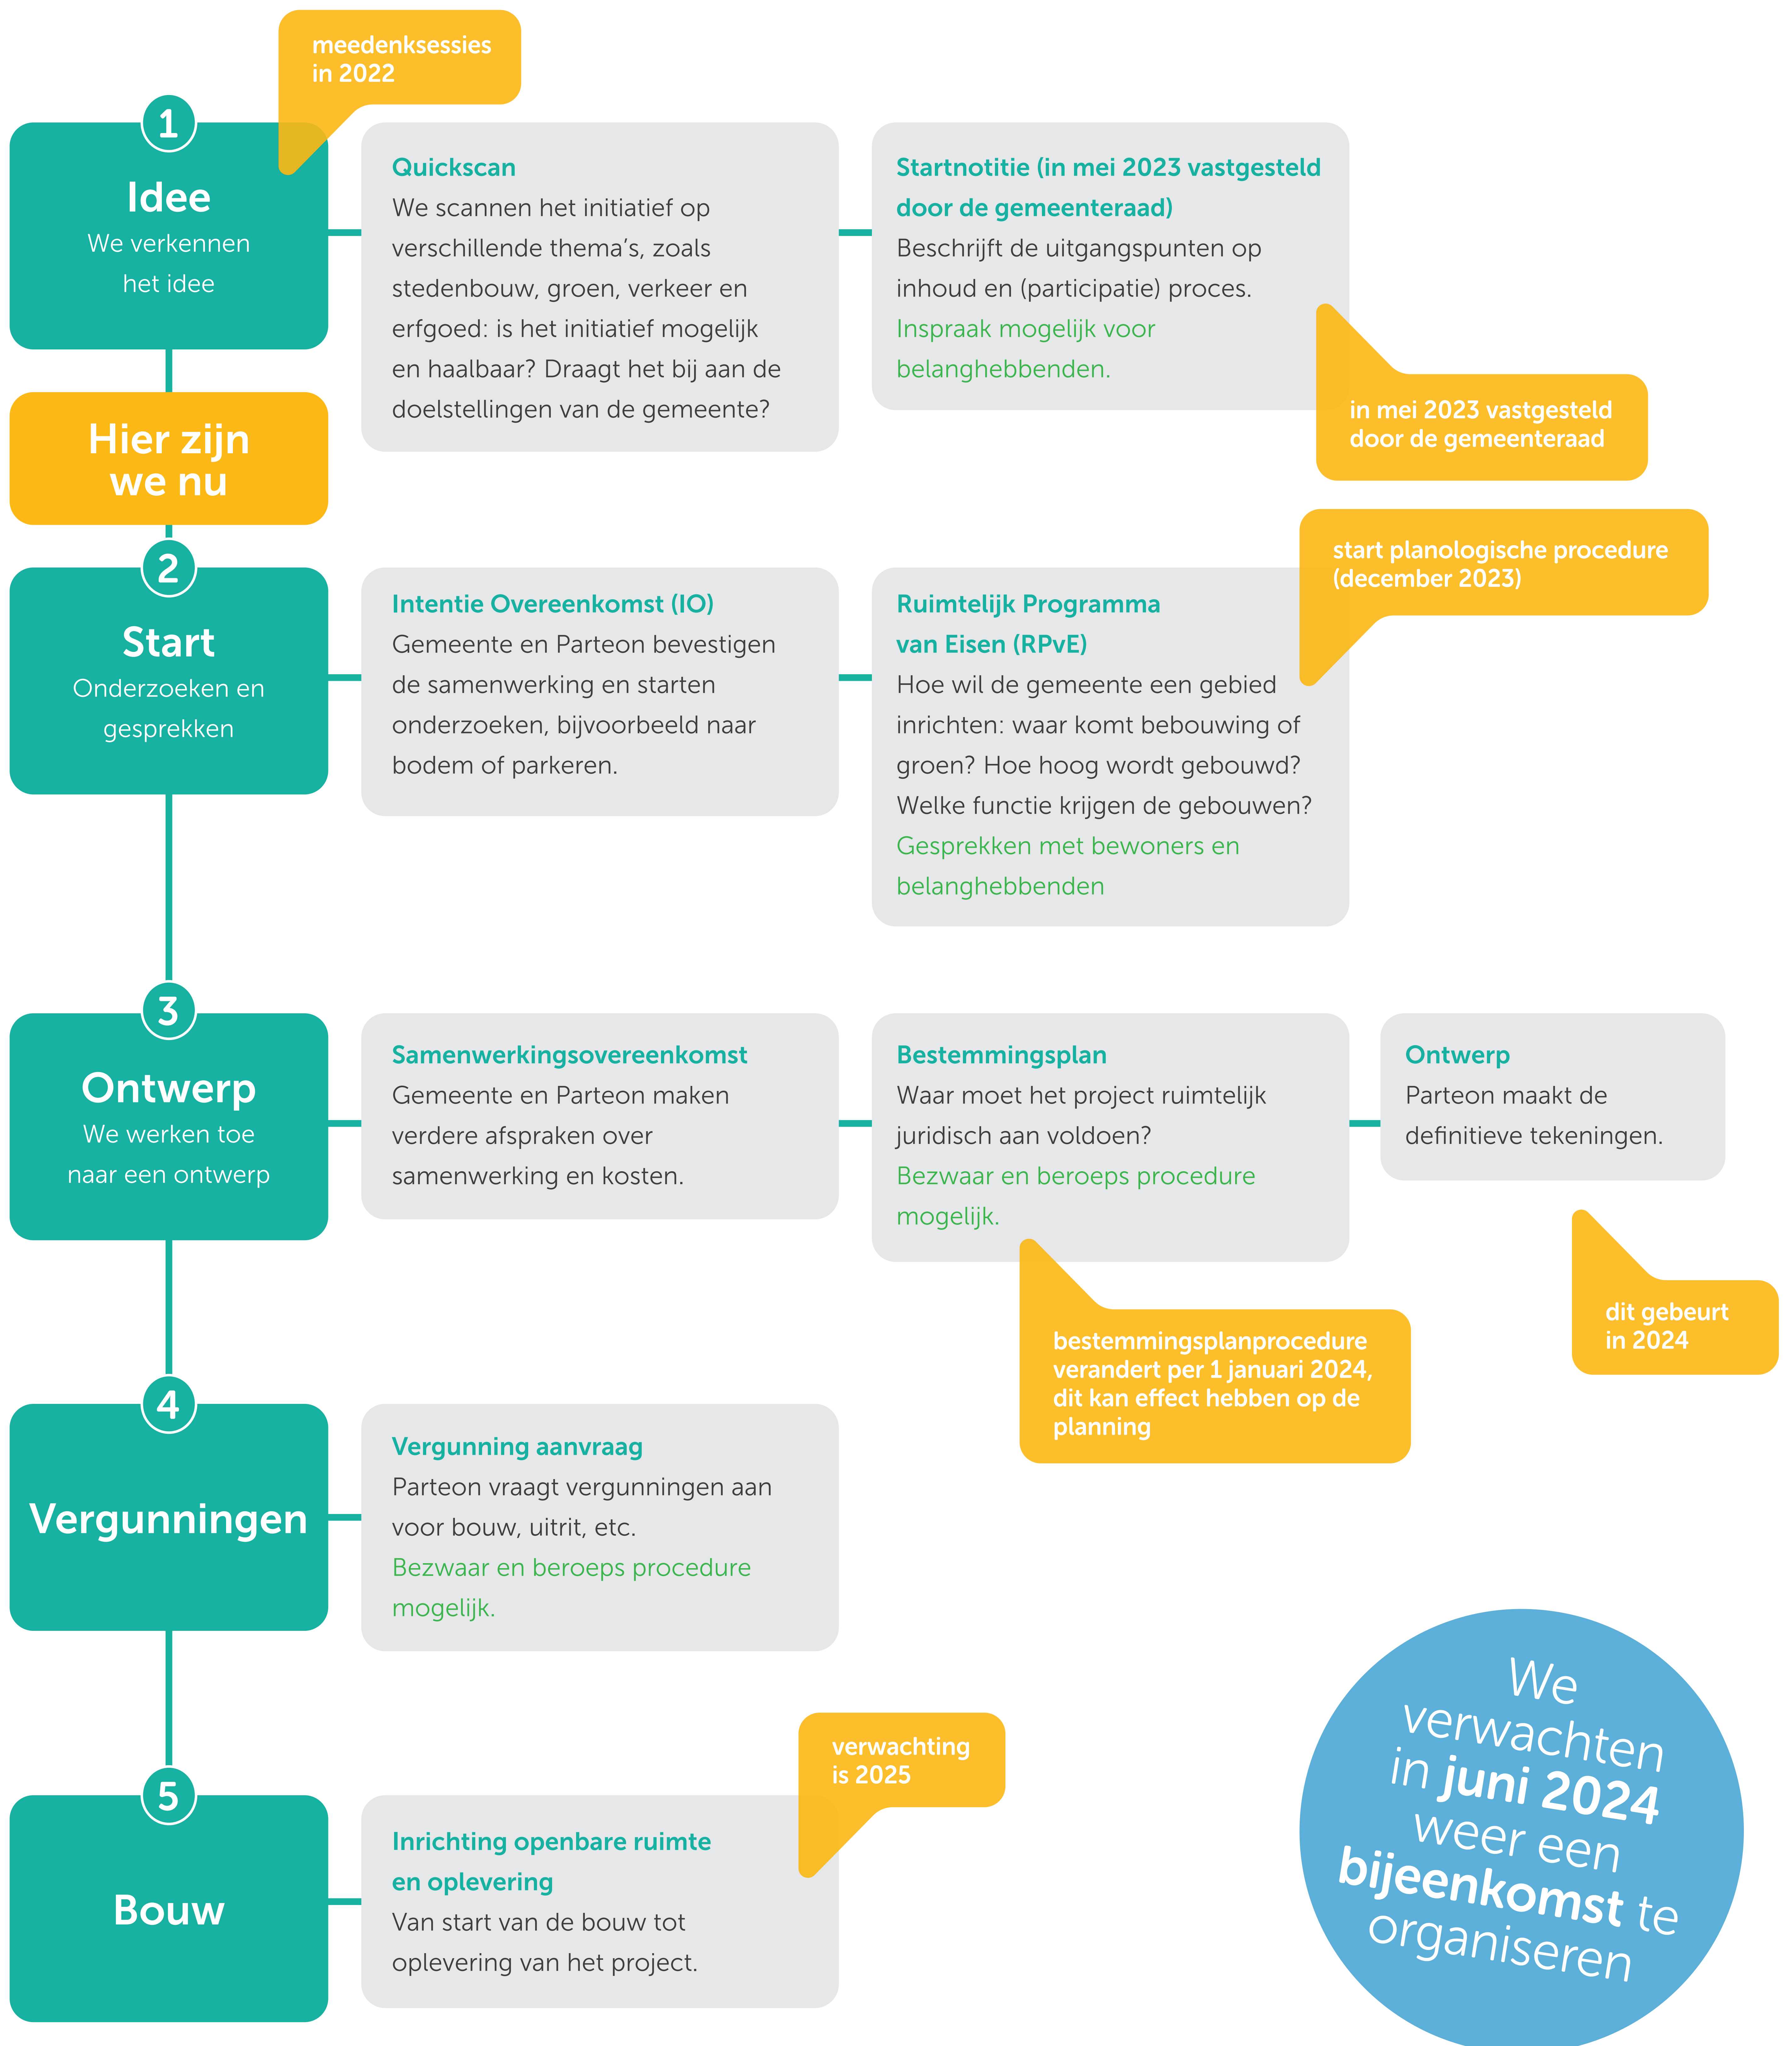 meedenksessies
in 2022
1
Idee
We verkennen
het idee
Quickscan
We scannen het initiatief op
verschillende thema's, zoals
stedenbouw, groen, verkeer en
erfgoed: is het initiatief mogelijk
en haalbaar? Draagt het bij aan de
doelstellingen van de gemeente?
Startnotitie (in mei 2023 vastgesteld
door de gemeenteraad)
Beschrijft de uitgangspunten op
inhoud en (participatie) proces.
Inspraak mogelijk voor
belanghebbenden.
in mei 2023 vastgesteld
door de gemeenteraad
Hier zijn
we nu
2
Start
Onderzoeken en
gesprekken
Intentie Overeenkomst (IO)
Gemeente en Parteon bevestigen
de samenwerking en starten
onderzoeken, bijvoorbeeld naar
bodem of parkeren.
start planologische procedure
(december 2023)
Ruimtelijk Programma
van Eisen (RPvE)
Hoe wil de gemeente een gebied
inrichten: waar komt bebouwing of
groen? Hoe hoog wordt gebouwd?
Welke functie krijgen de gebouwen?
Gesprekken met bewoners en
belanghebbenden
3
Ontwerp
We werken toe
naar een ontwerp
Samenwerkingsovereenkomst
Gemeente en Parteon maken
verdere afspraken over
samenwerking en kosten.
Bestemmingsplan
Waar moet het project ruimtelijk
juridisch aan voldoen?
Bezwaar en beroeps procedure
mogelijk.
bestemmingsplanprocedure
verandert per 1 januari 2024,
dit kan effect hebben op de
planning
Ontwerp
Parteon maakt de
definitieve tekeningen.
dit gebeurt
in 2024
4
Vergunningen
Vergunning aanvraag
Parteon vraagt vergunningen aan
voor bouw, uitrit, etc.
Bezwaar en beroeps procedure
mogelijk.
5
Bouw
Inrichting openbare ruimte
en oplevering
Van start van de bouw tot
oplevering van het project.
verwachting
is 2025
We
verwachten
in juni 2024
weer een
bijeenkomst te
organiseren